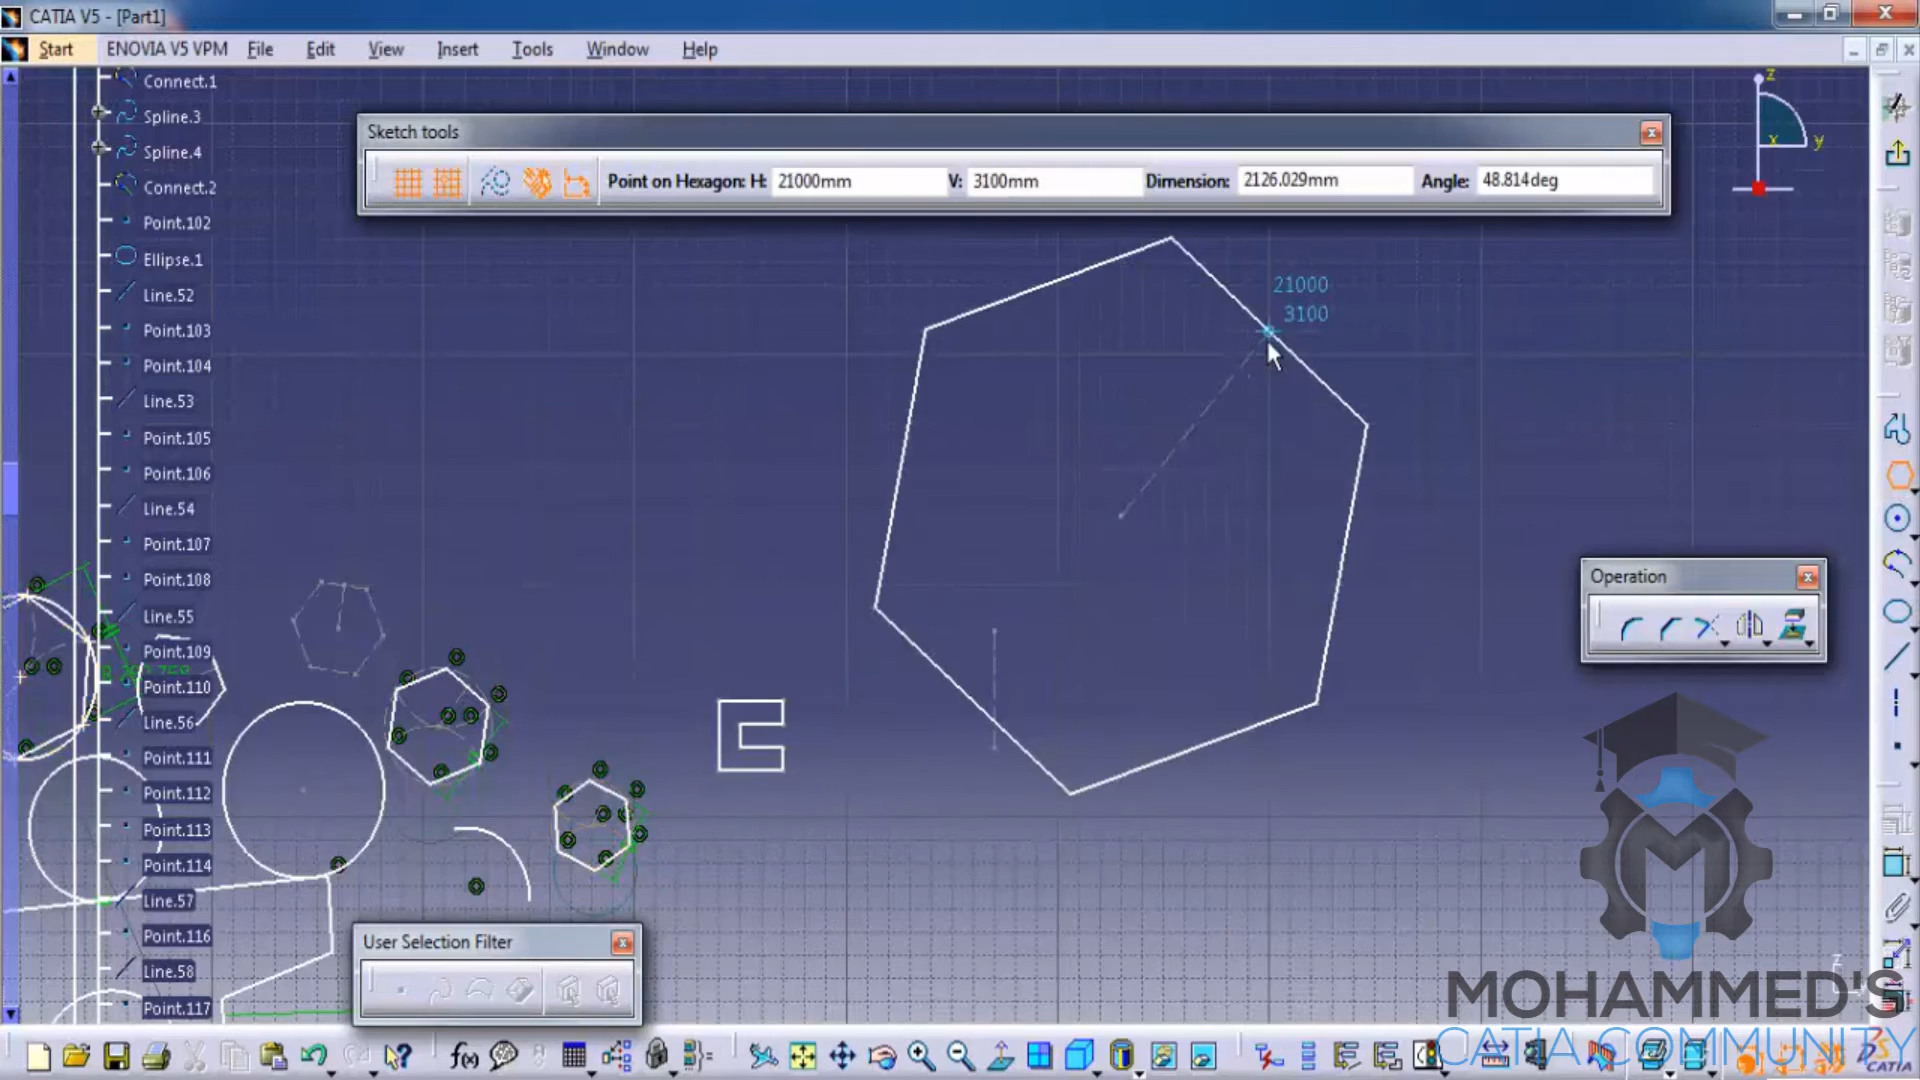 CATIA V5 - [Part1]
Start ENOVIA V5 VPM File Edit View Insert Tools Window Help
Connect.1
Spline.3
Spline.4
Connect.2
Point.102
Ellipse.1
Line.52
Point.103
Point.104
Line.53
Point.105
Point.106
Line.54
Point.107
Point.108
Line.55
Point.109
Point.110
Line.56
Point.111
Point.112
Point.113
Point.114
Line.57
Point.116
Line.58
Point.117
Sketch tools
Point on Hexagon: H: 21000mm V: 3100mm Dimension: 2126.029mm Angle: 48.814deg
21000
3100
z
x
y
Operation
User Selection Filter
MOHAMMED'S
CATIA COMMUNITY
f(x)
CATIA